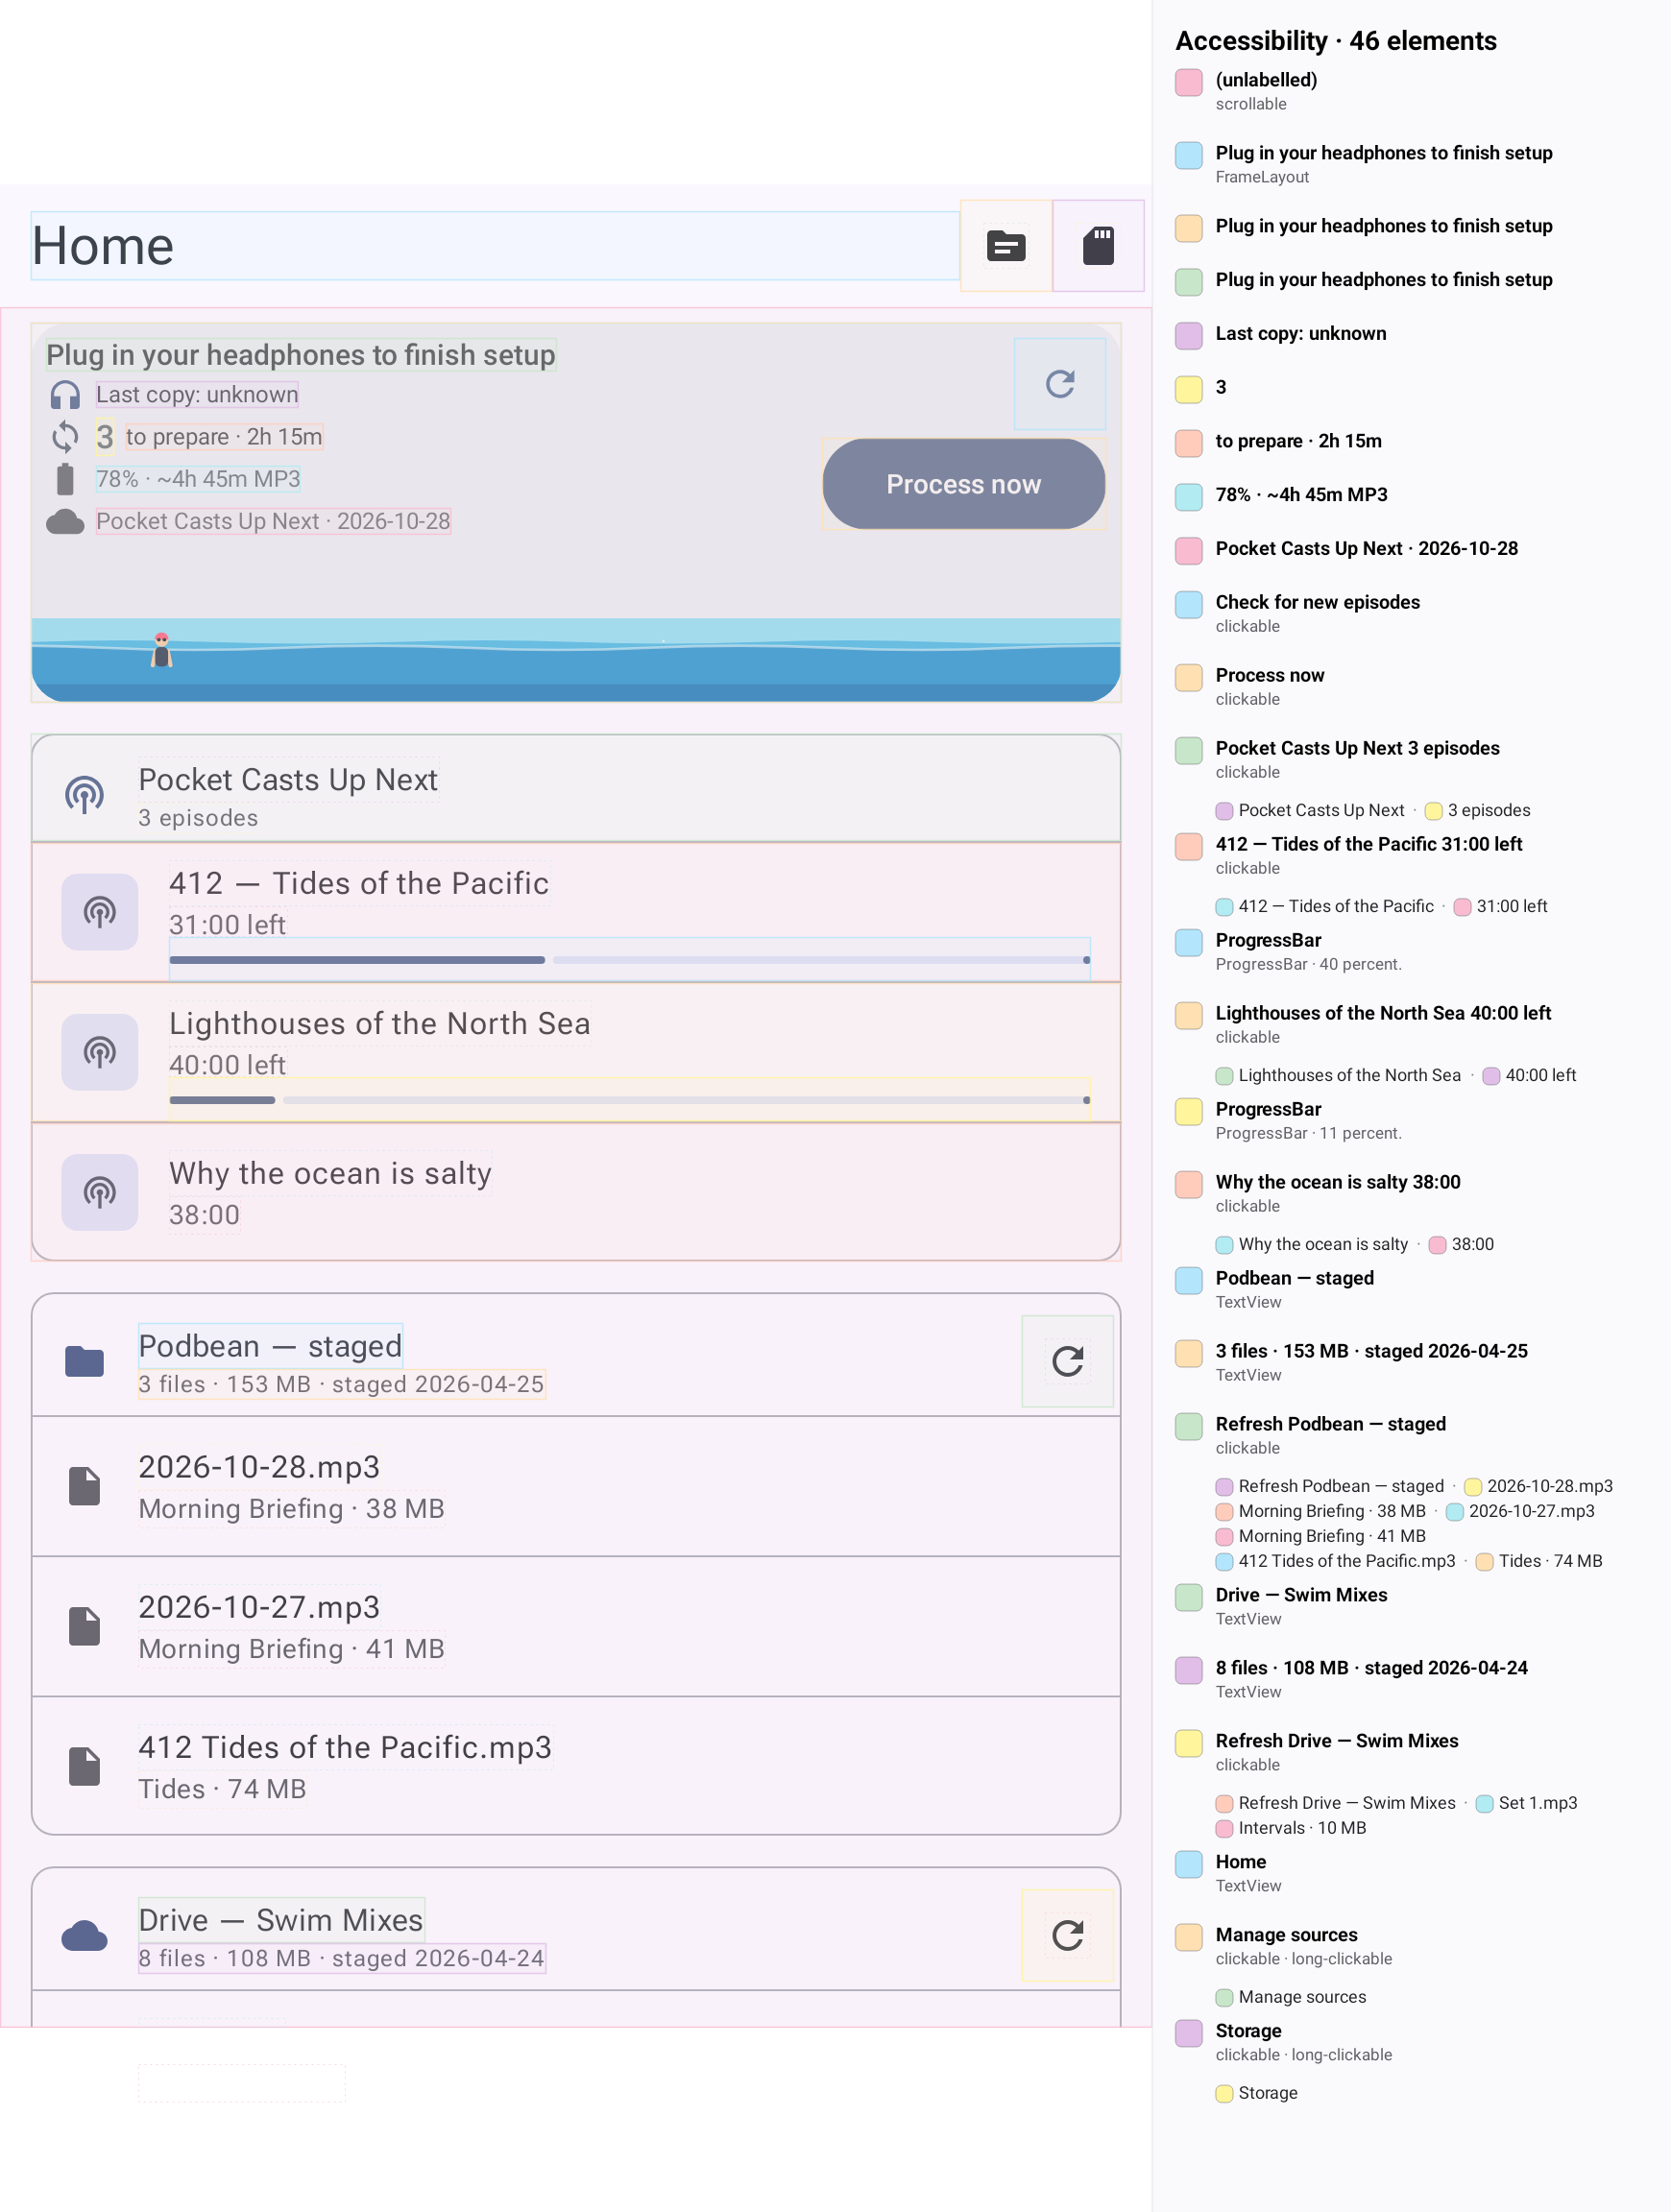 Home
Plug in your headphones to finish setup
Last copy: unknown
3 to prepare · 2h 15m
78% · ~4h 45m MP3
Pocket Casts Up Next · 2026-10-28
Process now
Pocket Casts Up Next
3 episodes
412 — Tides of the Pacific
31:00 left
Lighthouses of the North Sea
40:00 left
Why the ocean is salty
38:00
Podbean — staged
3 files · 153 MB · staged 2026-04-25
2026-10-28.mp3
Morning Briefing · 38 MB
2026-10-27.mp3
Morning Briefing · 41 MB
412 Tides of the Pacific.mp3
Tides · 74 MB
Drive — Swim Mixes
8 files · 108 MB · staged 2026-04-24
Accessibility · 46 elements
(unlabelled)
scrollable
Plug in your headphones to finish setup
FrameLayout
Plug in your headphones to finish setup
Plug in your headphones to finish setup
Last copy: unknown
3
to prepare · 2h 15m
78% · ~4h 45m MP3
Pocket Casts Up Next · 2026-10-28
Check for new episodes
clickable
Process now
clickable
Pocket Casts Up Next 3 episodes
clickable
Pocket Casts Up Next · 3 episodes
412 — Tides of the Pacific 31:00 left
clickable
412 — Tides of the Pacific · 31:00 left
ProgressBar
ProgressBar · 40 percent.
Lighthouses of the North Sea 40:00 left
clickable
Lighthouses of the North Sea · 40:00 left
ProgressBar
ProgressBar · 11 percent.
Why the ocean is salty 38:00
clickable
Why the ocean is salty · 38:00
Podbean — staged
TextView
3 files · 153 MB · staged 2026-04-25
TextView
Refresh Podbean — staged
clickable
Refresh Podbean — staged · 2026-10-28.mp3
Morning Briefing · 38 MB · 2026-10-27.mp3
Morning Briefing · 41 MB
412 Tides of the Pacific.mp3 · Tides · 74 MB
Drive — Swim Mixes
TextView
8 files · 108 MB · staged 2026-04-24
TextView
Refresh Drive — Swim Mixes
clickable
Refresh Drive — Swim Mixes · Set 1.mp3
Intervals · 10 MB
Home
TextView
Manage sources
clickable · long-clickable
Manage sources
Storage
clickable · long-clickable
Storage